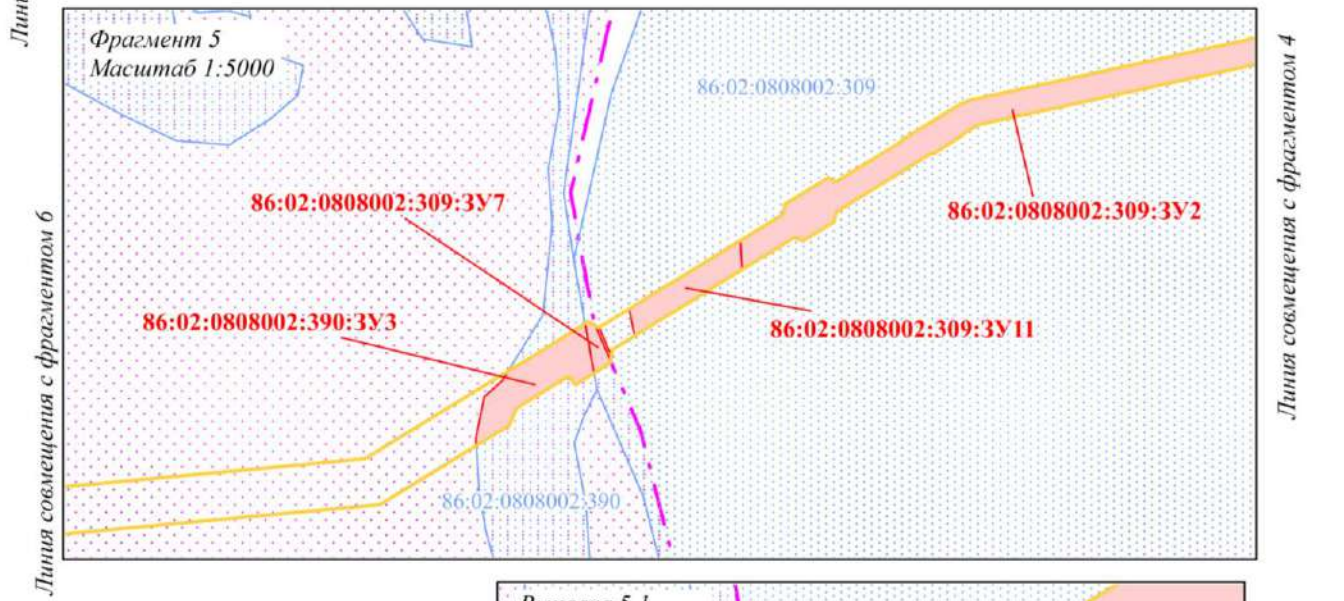 Фрагмент 5
Масштаб 1:5000
86:02:0808002:309
86:02:0808002:309:ЗУ7
86:02:0808002:309:ЗУ2
86:02:0808002:390:ЗУ3
86:02:0808002:309:ЗУ11
86:02:0808002:390
Линия совмещения с фрагментом 6
Линия совмещения с фрагментом 4